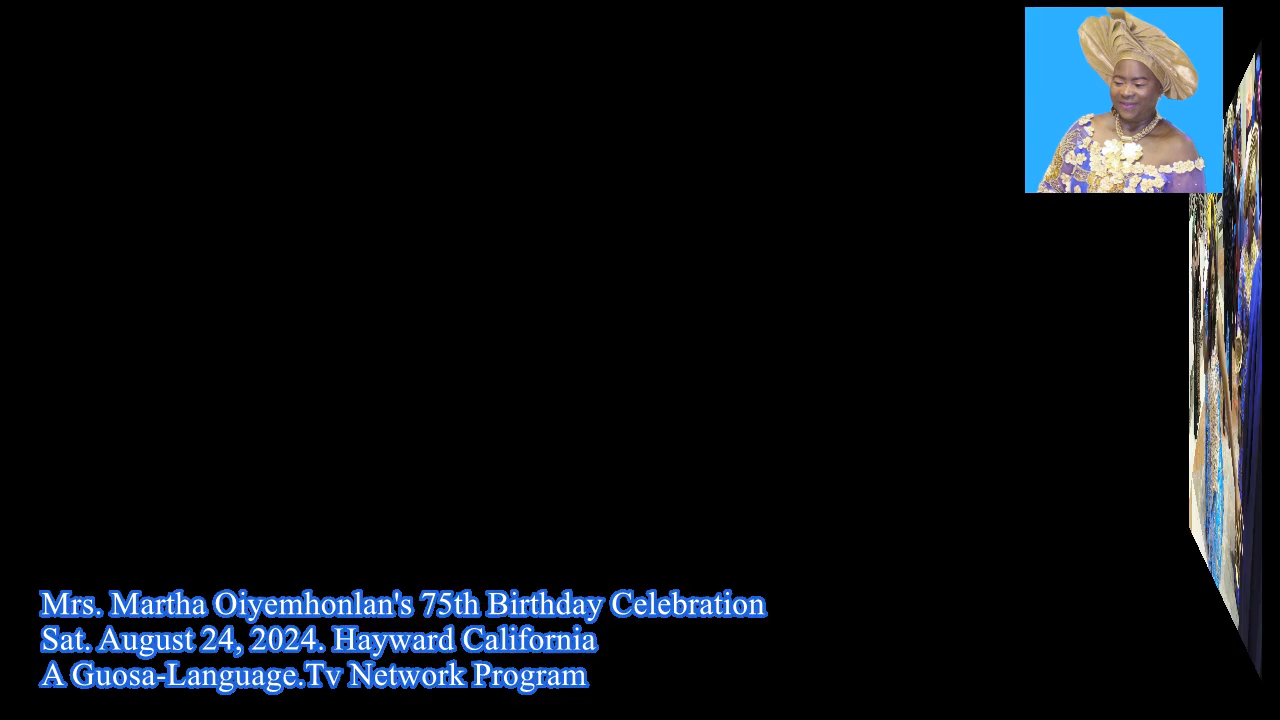 Mrs. Martha Oiyemhonlan's 75th Birthday Celebration
Sat. August 24, 2024. Hayward California
A Guosa-Language.Tv Network Program